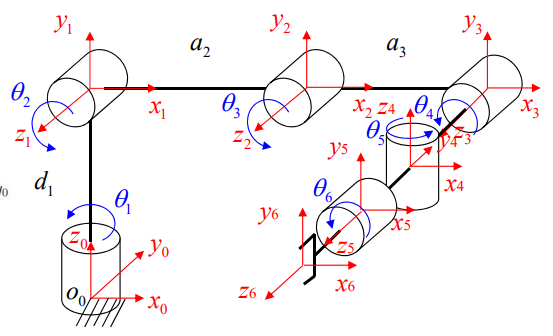 y₁ a₂ y₂ a₃ y₃
θ₂ x₁ θ₃ x₂ z₄ θ₄ x₃
z₁ z₂ θ₅ y₄ z₃
d₁ θ₁ y₅ x₄
z₀ y₀ y₆ θ₆ x₅
o₀ x₀ z₅
z₆ x₆